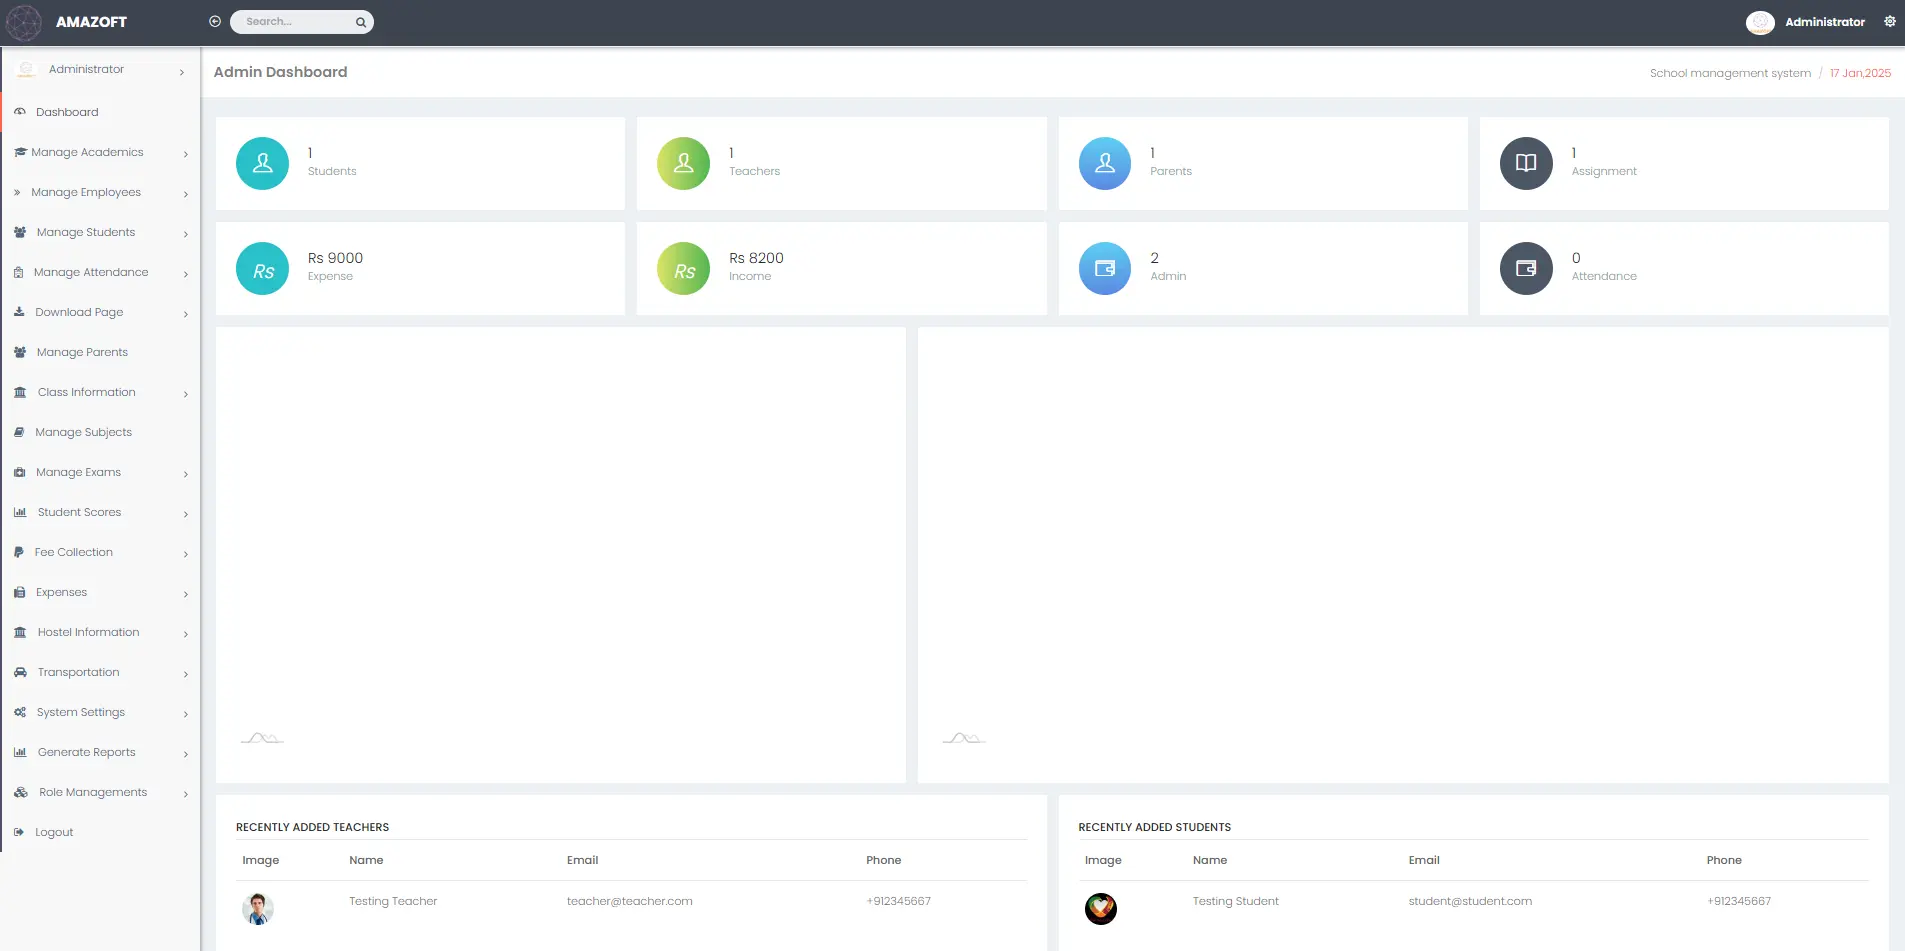 AMAZOFT
Search...
Administrator
Administrator
Dashboard
Manage Academics
Manage Employees
Manage Students
Manage Attendance
Download Page
Manage Parents
Class Information
Manage Subjects
Manage Exams
Student Scores
Fee Collection
Expenses
Hostel Information
Transportation
System Settings
Generate Reports
Role Managements
Logout
Admin Dashboard
School management system / 17 Jan,2025
1
Students
1
Teachers
1
Parents
1
Assignment
Rs
Rs 9000
Expense
Rs
Rs 8200
Income
2
Admin
0
Attendance
RECENTLY ADDED TEACHERS
Image Name Email Phone
Testing Teacher teacher@teacher.com +912345667
RECENTLY ADDED STUDENTS
Image Name Email Phone
Testing Student student@student.com +912345667